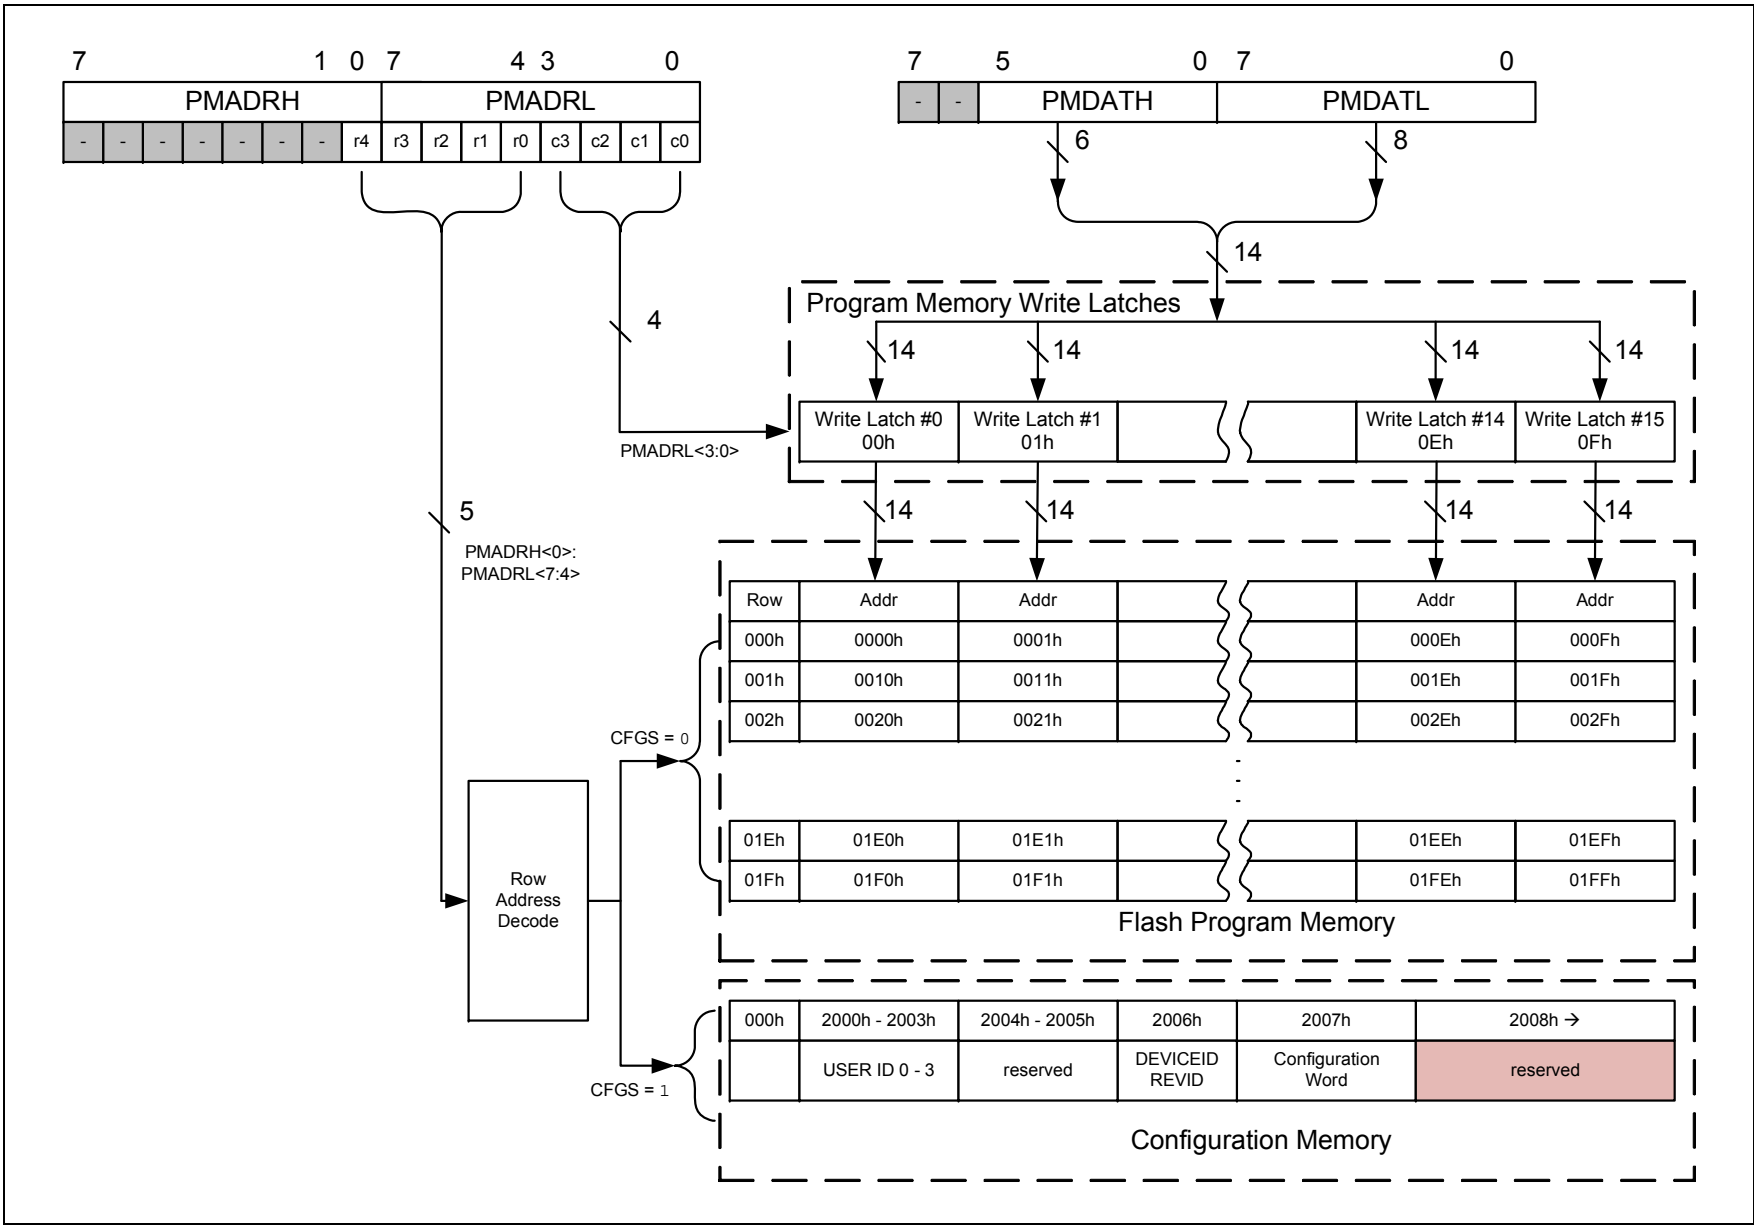 7 1 0 7 4 3 0
7 5 0 7 0
PMADRH PMADRL
- - PMDATH PMDATL
- - - - - - - r4 r3 r2 r1 r0 c3 c2 c1 c0
6 8
14
Program Memory Write Latches
4
14 14 14 14
Write Latch #0 Write Latch #1 Write Latch #14 Write Latch #15
00h 01h 0Eh 0Fh
PMADRL<3:0>
5
14 14 14 14
PMADRH<0>:
PMADRL<7:4>
Row Addr Addr Addr Addr
000h 0000h 0001h 000Eh 000Fh
001h 0010h 0011h 001Eh 001Fh
002h 0020h 0021h 002Eh 002Fh
CFGS = 0
01Eh 01E0h 01E1h 01EEh 01EFh
01Fh 01F0h 01F1h 01FEh 01FFh
Row
Address
Decode
Flash Program Memory
000h 2000h - 2003h 2004h - 2005h 2006h 2007h 2008h →
USER ID 0 - 3 reserved DEVICEID Configuration reserved
REVID Word
CFGS = 1
Configuration Memory